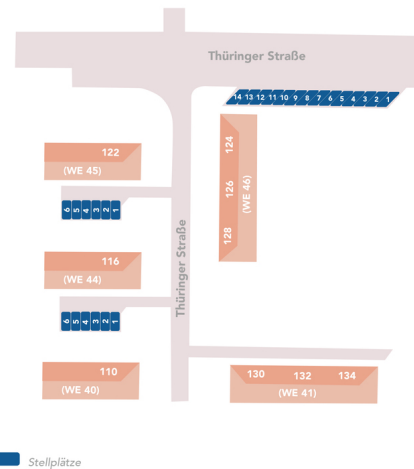 Thüringer Straße
14 13 12 11 10 9 8 7 6 5 4 3 2 1
122
(WE 45)
124
126
128
(WE 46)
6 5 4 3 2 1
Thüringer Straße
116
(WE 44)
6 5 4 3 2 1
110
(WE 40)
130 132 134
(WE 41)
Stellplätze